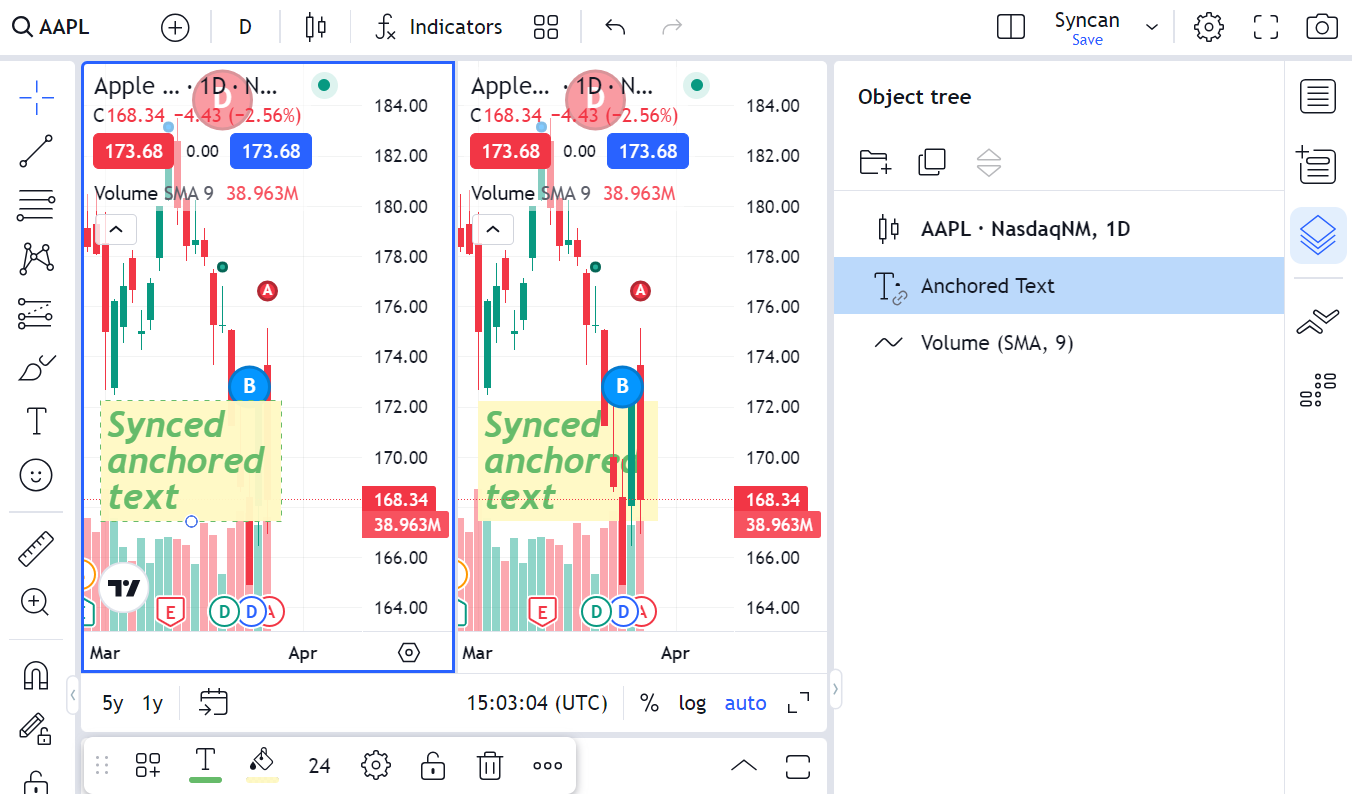 AAPL
D
Indicators
Syncan
Save
Apple ... · 1D · N...
D
C168.34 −4.43 (−2.56%)
173.68 0.00 173.68
Volume SMA 9 38.963M
184.00
182.00
180.00
178.00
176.00
174.00
172.00
170.00
168.34
38.963M
166.00
164.00
A
B
Synced
anchored
text
E D D A
Mar Apr
Apple... · 1D · N...
D
C168.34 −4.43 (−2.56%)
173.68 0.00 173.68
Volume SMA 9 38.963M
184.00
182.00
180.00
178.00
176.00
174.00
172.00
170.00
168.34
38.963M
166.00
164.00
A
B
Synced
anchored
text
E D D A
Mar Apr
5y 1y 15:03:04 (UTC) % log auto
24
Object tree
AAPL · NasdaqNM, 1D
Anchored Text
Volume (SMA, 9)